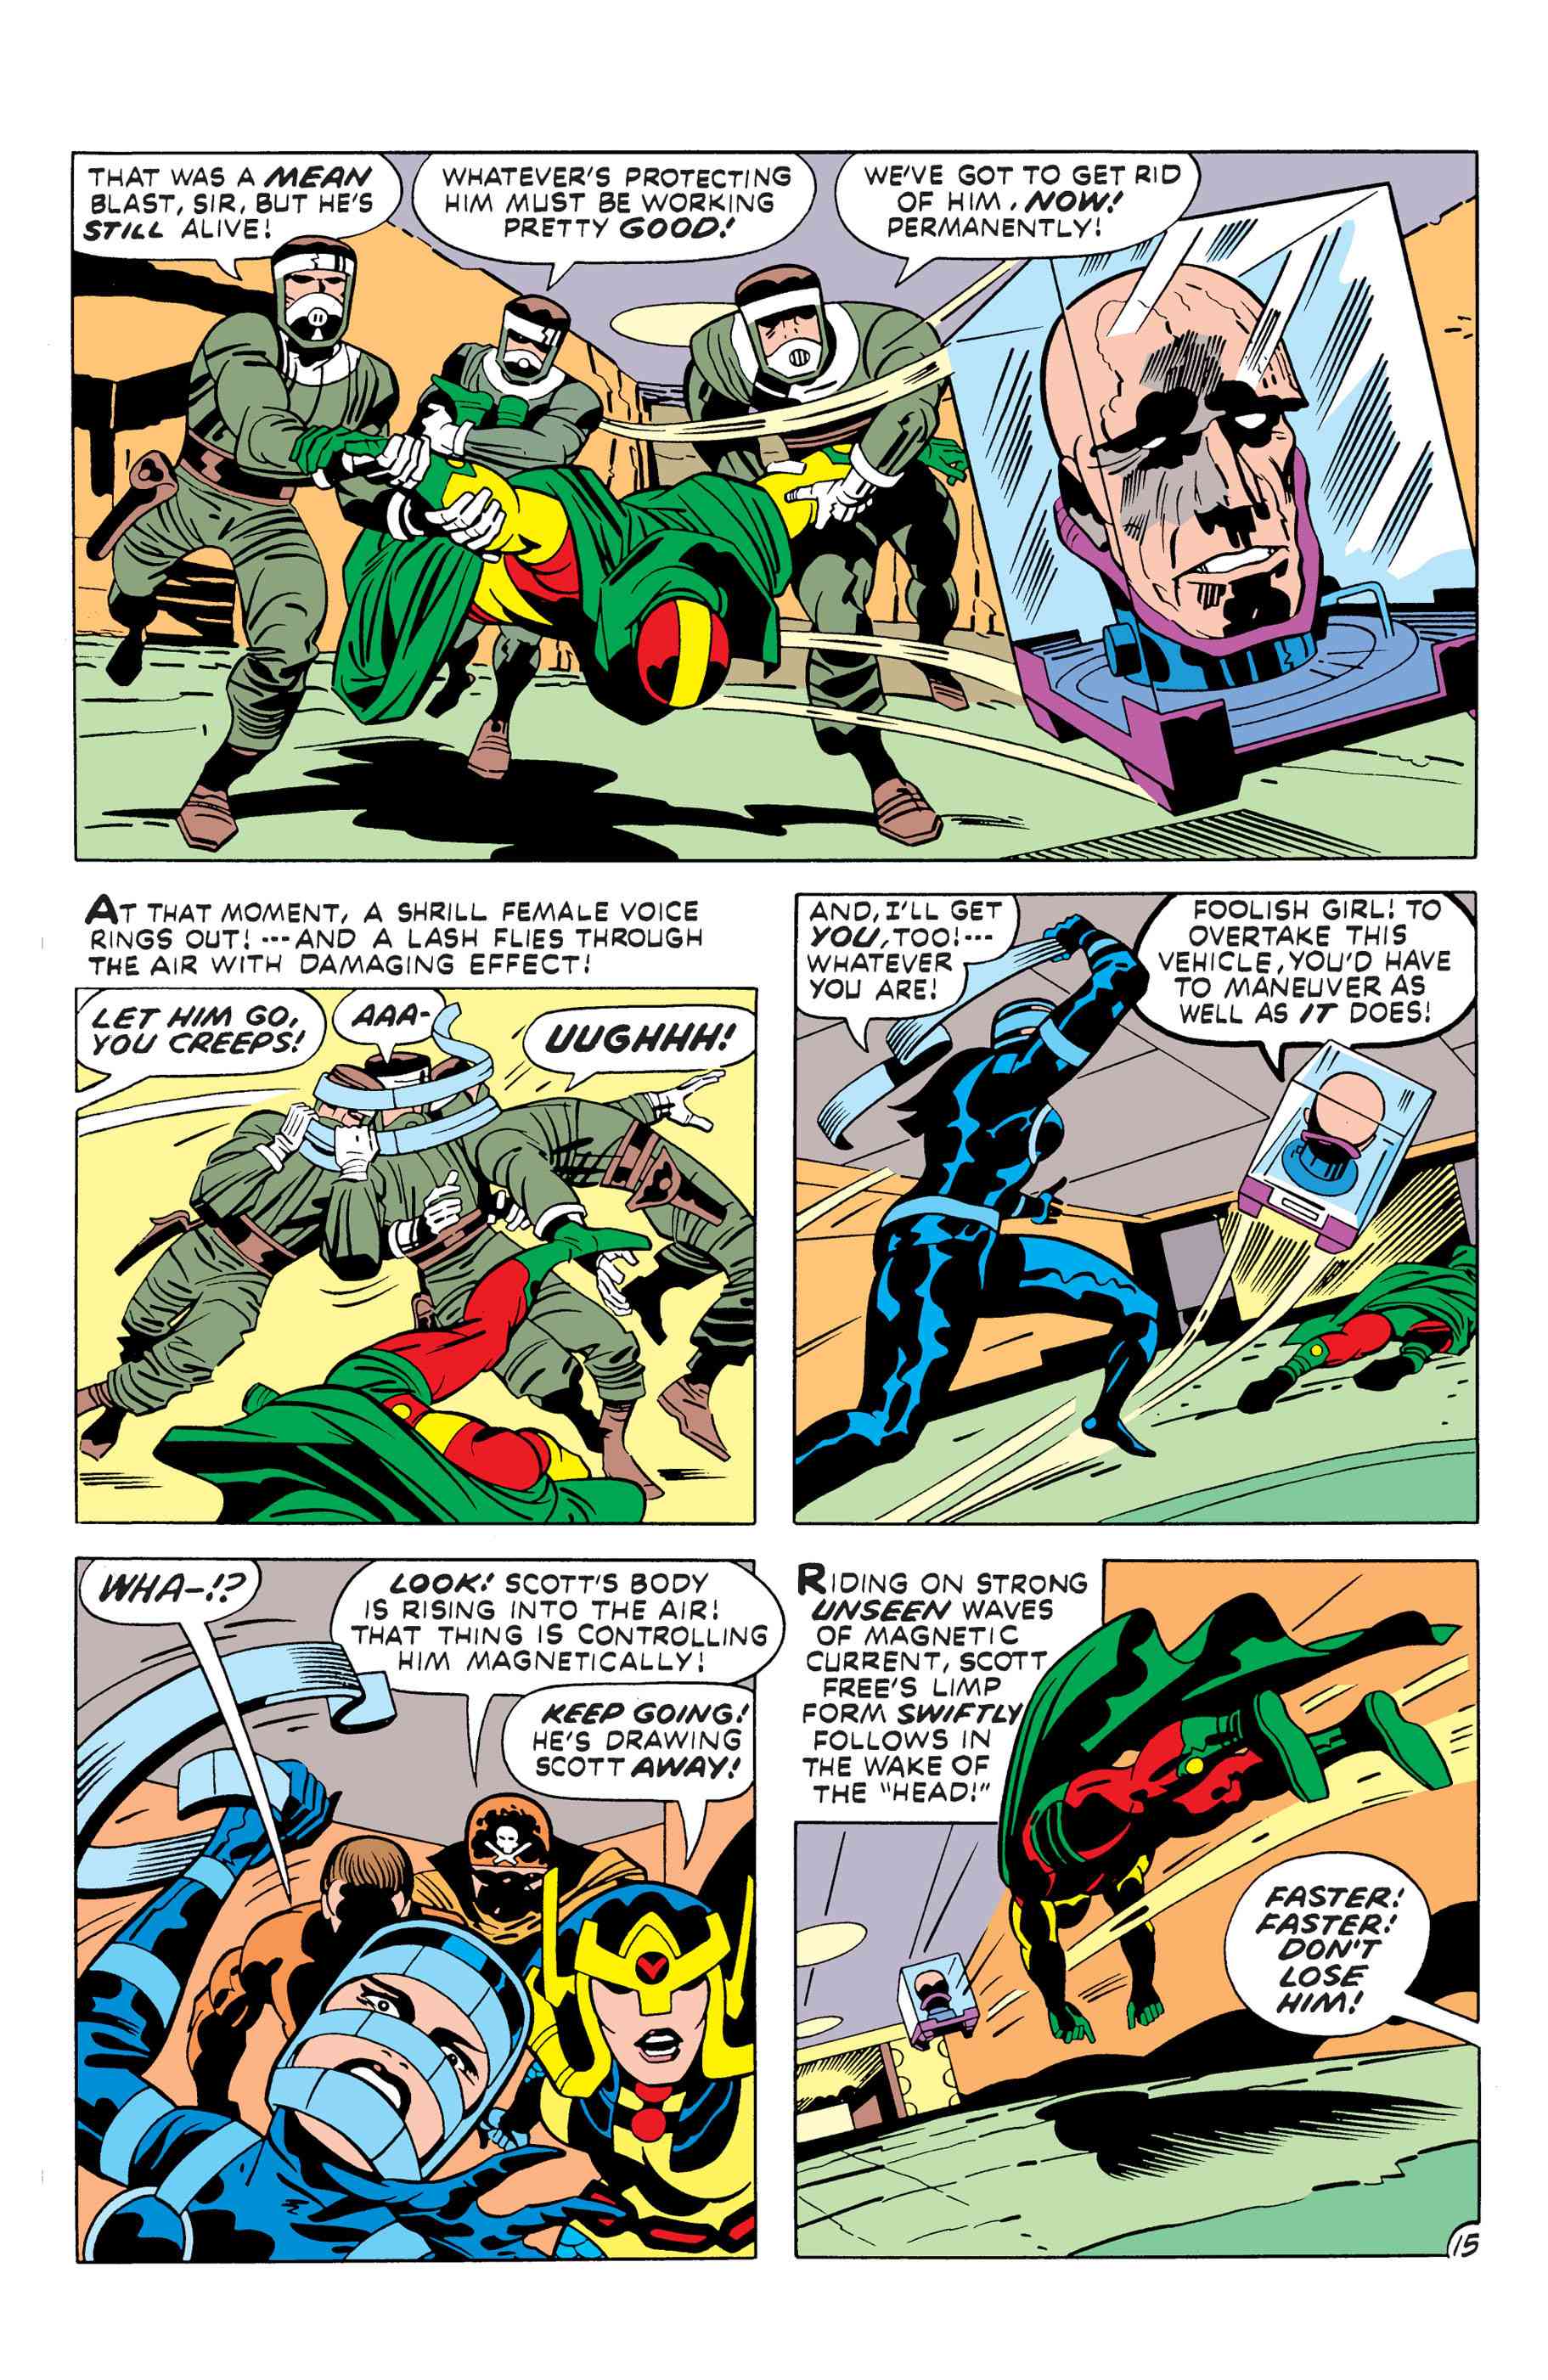 THAT WAS A MEAN
BLAST, SIR, BUT HE'S
STILL ALIVE!
WHATEVER'S PROTECTING
HIM MUST BE WORKING
PRETTY GOOD!
WE'VE GOT TO GET RID
OF HIM. NOW!
PERMANENTLY!
AT THAT MOMENT, A SHRILL FEMALE VOICE
RINGS OUT! ---AND A LASH FLIES THROUGH
THE AIR WITH DAMAGING EFFECT!
LET HIM GO,
YOU CREEPS!
AAA-
UUGHHH!
AND, I'LL GET
YOU, TOO!---
WHATEVER
YOU ARE!
FOOLISH GIRL! TO
OVERTAKE THIS
VEHICLE, YOU'D HAVE
TO MANEUVER AS
WELL AS IT DOES!
WHA-!?
LOOK! SCOTT'S BODY
IS RISING INTO THE AIR!
THAT THING IS CONTROLLING
HIM MAGNETICALLY!
KEEP GOING!
HE'S DRAWING
SCOTT AWAY!
RIDING ON STRONG
UNSEEN WAVES
OF MAGNETIC
CURRENT, SCOTT
FREE'S LIMP
FORM SWIFTLY
FOLLOWS IN
THE WAKE OF
THE "HEAD!"
FASTER!
FASTER!
DON'T
LOSE
HIM!
15